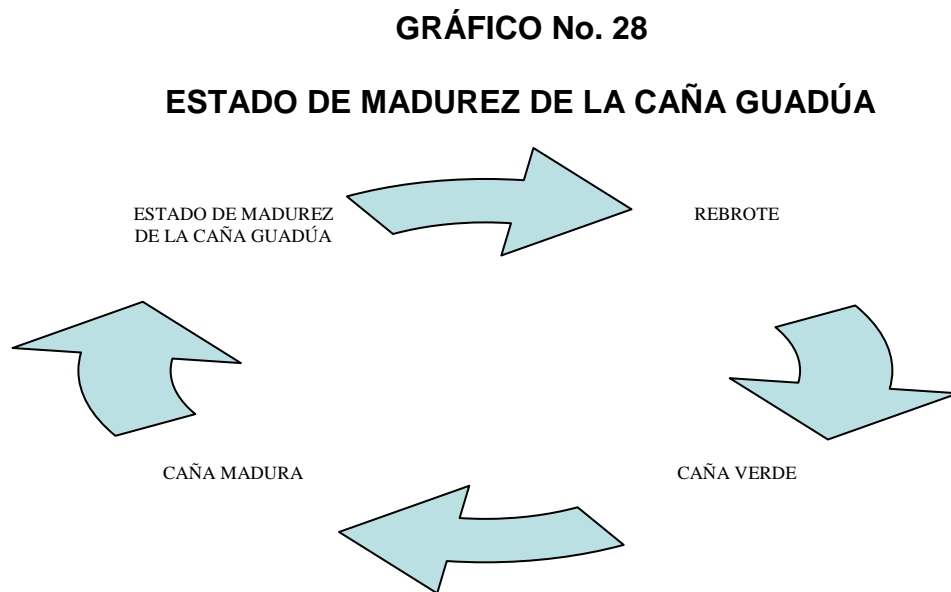 GRÁFICO No. 28
ESTADO DE MADUREZ DE LA CAÑA GUADÚA
ESTADO DE MADUREZ
DE LA CAÑA GUADÚA
REBROTE
CAÑA MADURA
CAÑA VERDE